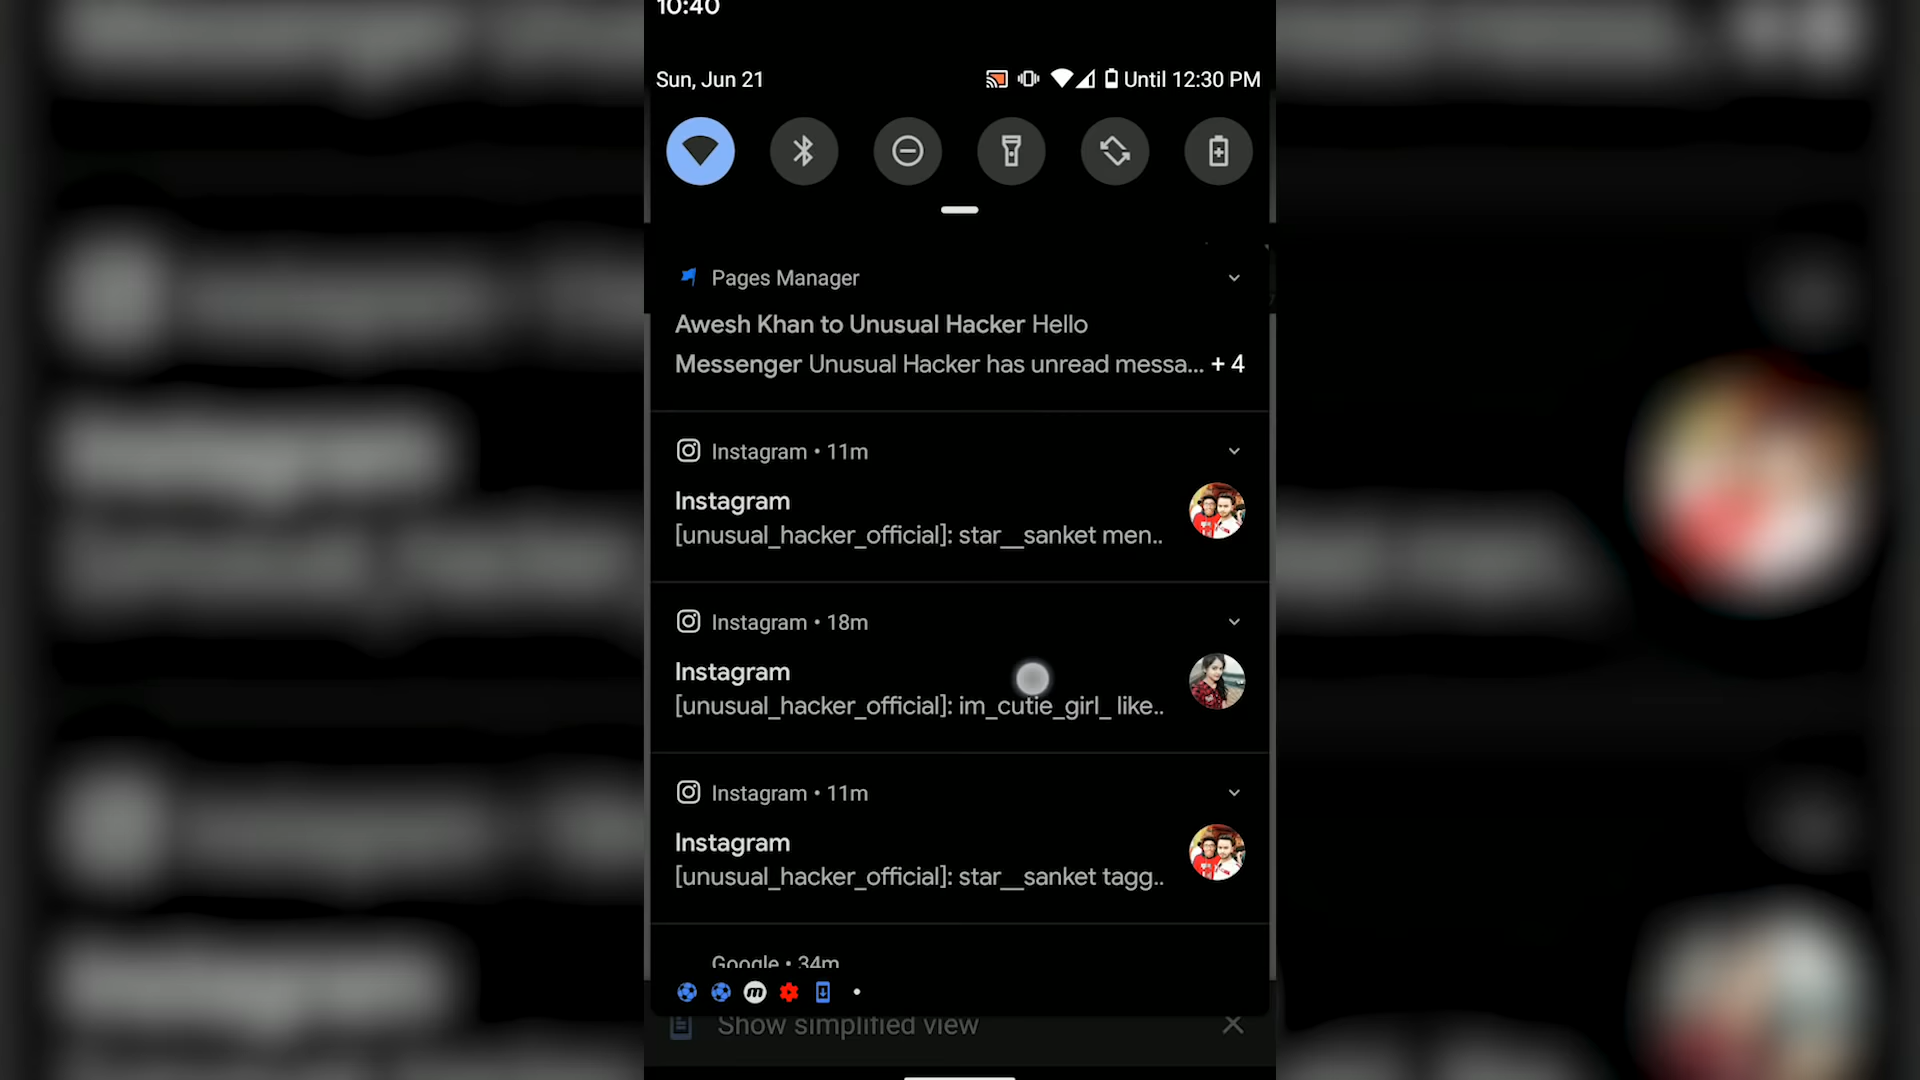 10:40
Sun, Jun 21 Until 12:30 PM
Pages Manager
Awesh Khan to Unusual Hacker Hello
Messenger Unusual Hacker has unread messa... + 4
Instagram • 11m
Instagram
[unusual_hacker_official]: star__sanket men..
Instagram • 18m
Instagram
[unusual_hacker_official]: im_cutie_girl_ like..
Instagram • 11m
Instagram
[unusual_hacker_official]: star__sanket tagg..
Google • 34m
Show simplified view